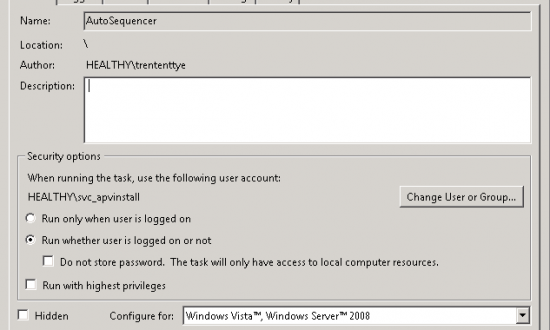 Name: AutoSequencer
Location: \
Author: HEALTHY\trententtye
Description:
Security options
When running the task, use the following user account:
HEALTHY\svc_apvinstall
Change User or Group...
Run only when user is logged on
Run whether user is logged on or not
Do not store password. The task will only have access to local computer resources.
Run with highest privileges
Hidden
Configure for: Windows Vista™, Windows Server™ 2008